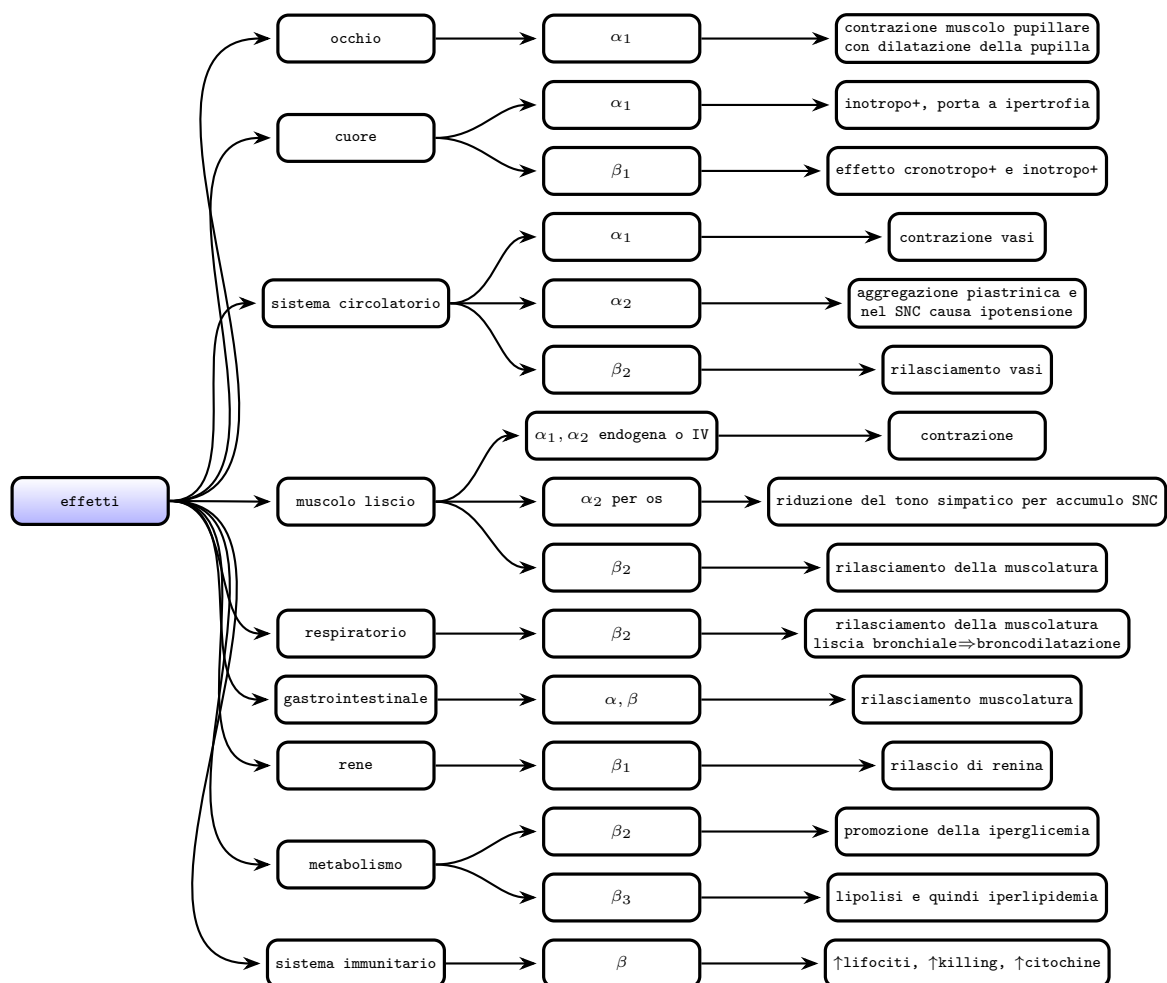 effetti
occhio
α1
contrazione muscolo pupillare
con dilatazione della pupilla
cuore
α1
inotropo+, porta a ipertrofia
β1
effetto cronotropo+ e inotropo+
sistema circolatorio
α1
contrazione vasi
α2
aggregazione piastrinica e
nel SNC causa ipotensione
β2
rilasciamento vasi
muscolo liscio
α1, α2 endogena o IV
contrazione
α2 per os
riduzione del tono simpatico per accumulo SNC
β2
rilasciamento della muscolatura
respiratorio
β2
rilasciamento della muscolatura
liscia bronchiale⇒broncodilatazione
gastrointestinale
α, β
rilasciamento muscolatura
rene
β1
rilascio di renina
metabolismo
β2
promozione della iperglicemia
β3
lipolisi e quindi iperlipidemia
sistema immunitario
β
↑lifociti, ↑killing, ↑citochine